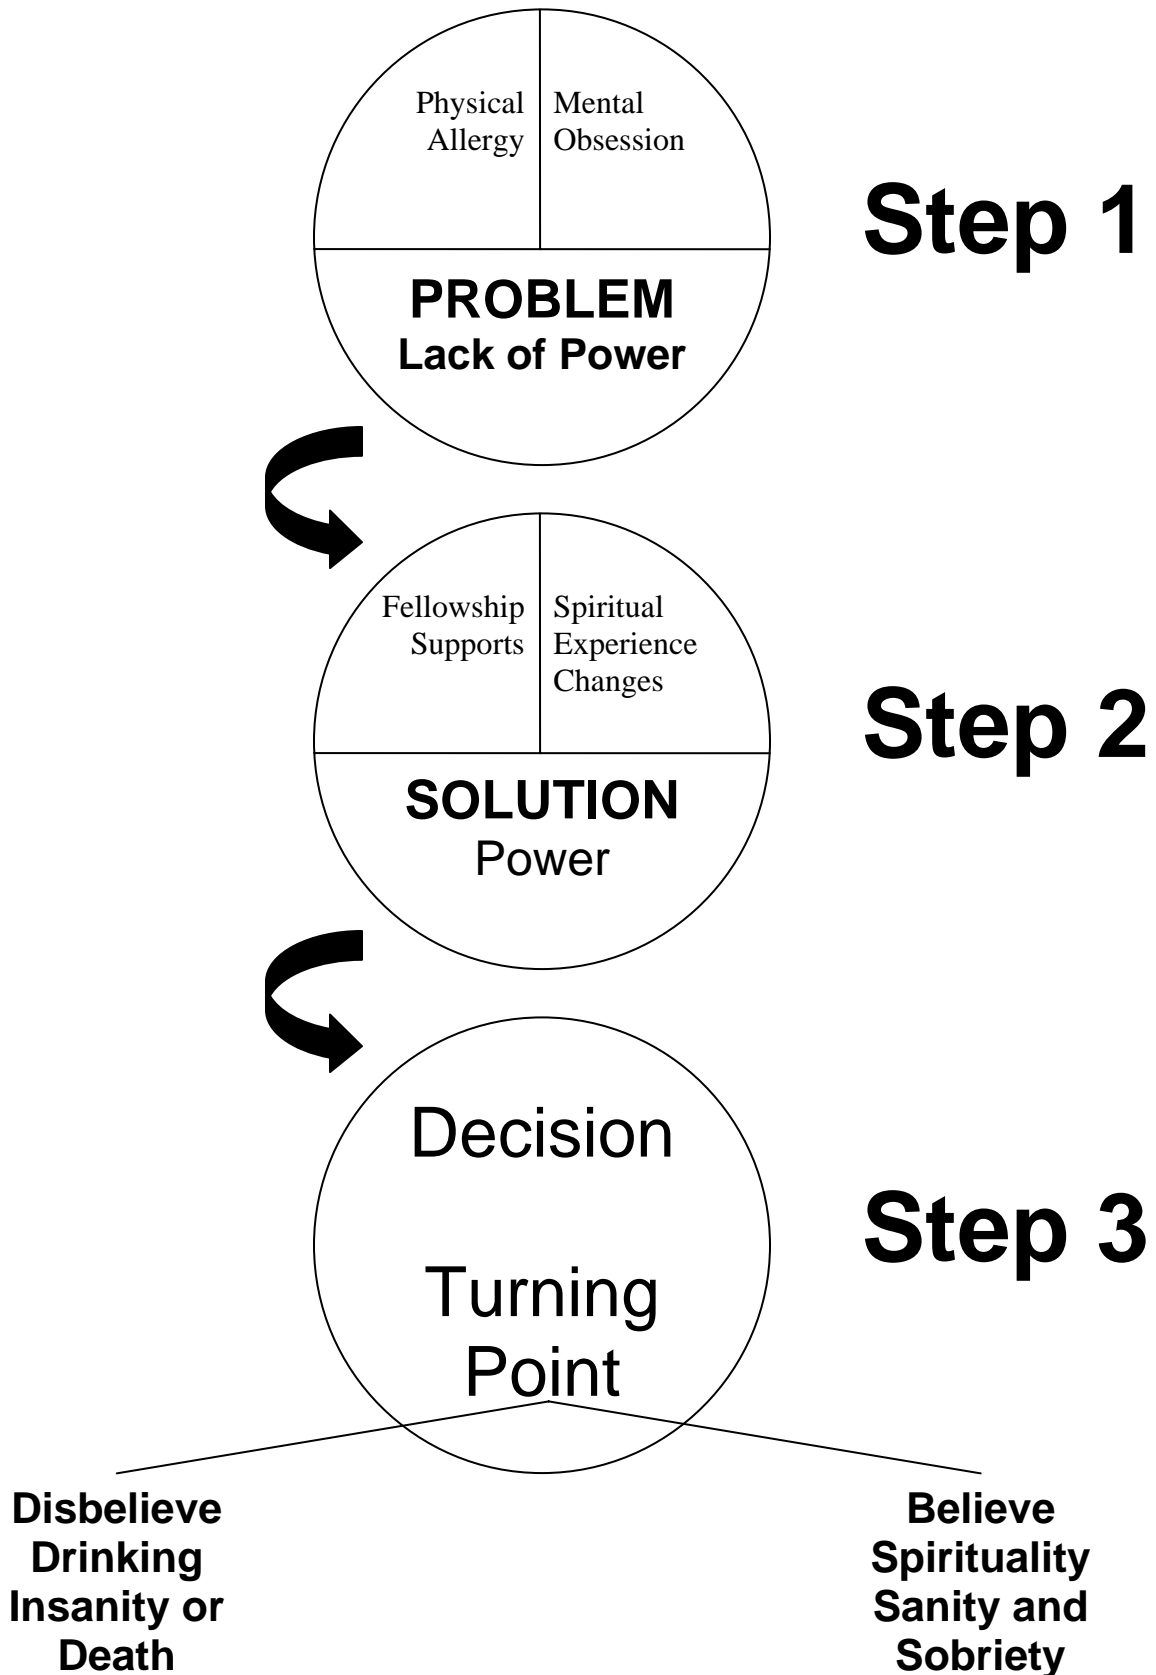 Physical
Allergy
Mental
Obsession
Step 1
PROBLEM
Lack of Power
Fellowship
Supports
Spiritual
Experience
Changes
Step 2
SOLUTION
Power
Decision
Step 3
Turning
Point
Disbelieve
Drinking
Insanity or
Death
Believe
Spirituality
Sanity and
Sobriety